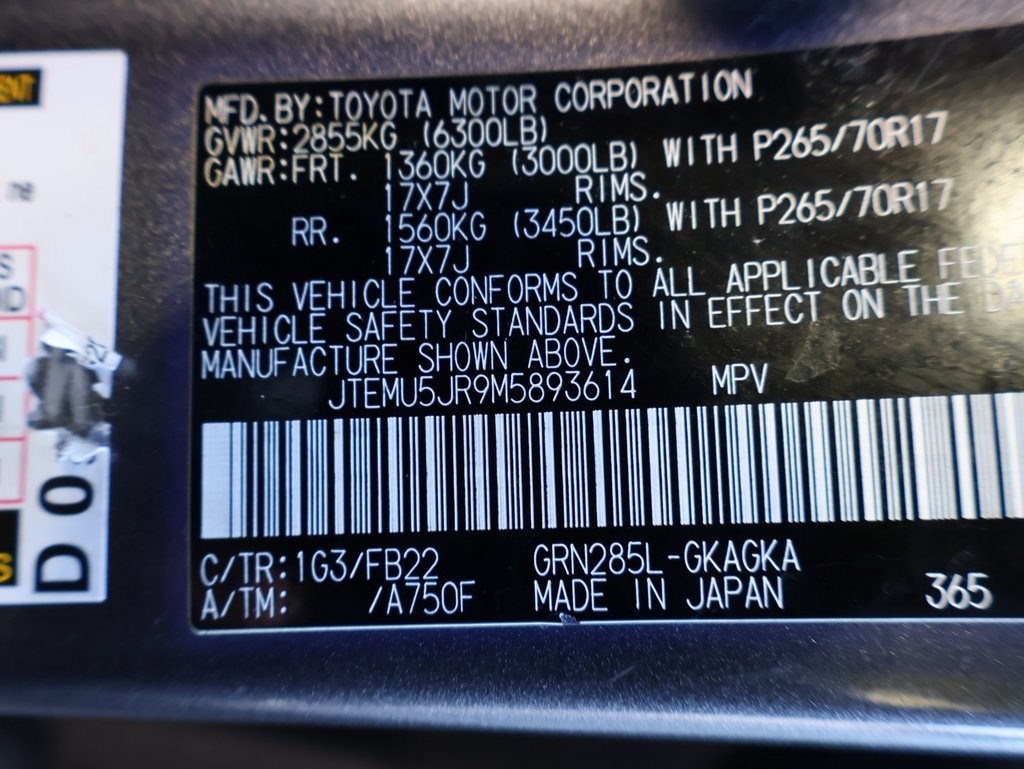 MFD.BY:TOYOTA MOTOR CORPORATION
GVWR:2855KG (6300LB)
GAWR:FRT. 1360KG (3000LB) WITH P265/70R17
17X7J RIMS.
RR. 1560KG (3450LB) WITH P265/70R17
17X7J RIMS.
THIS VEHICLE CONFORMS TO ALL APPLICABLE
VEHICLE SAFETY STANDARDS IN EFFECT ON THE
MANUFACTURE SHOWN ABOVE.
JTEMU5JR9M5893614 MPV
C/TR:1G3/FB22 GRN285L-GKAGKA
A/TM: /A750F MADE IN JAPAN 365